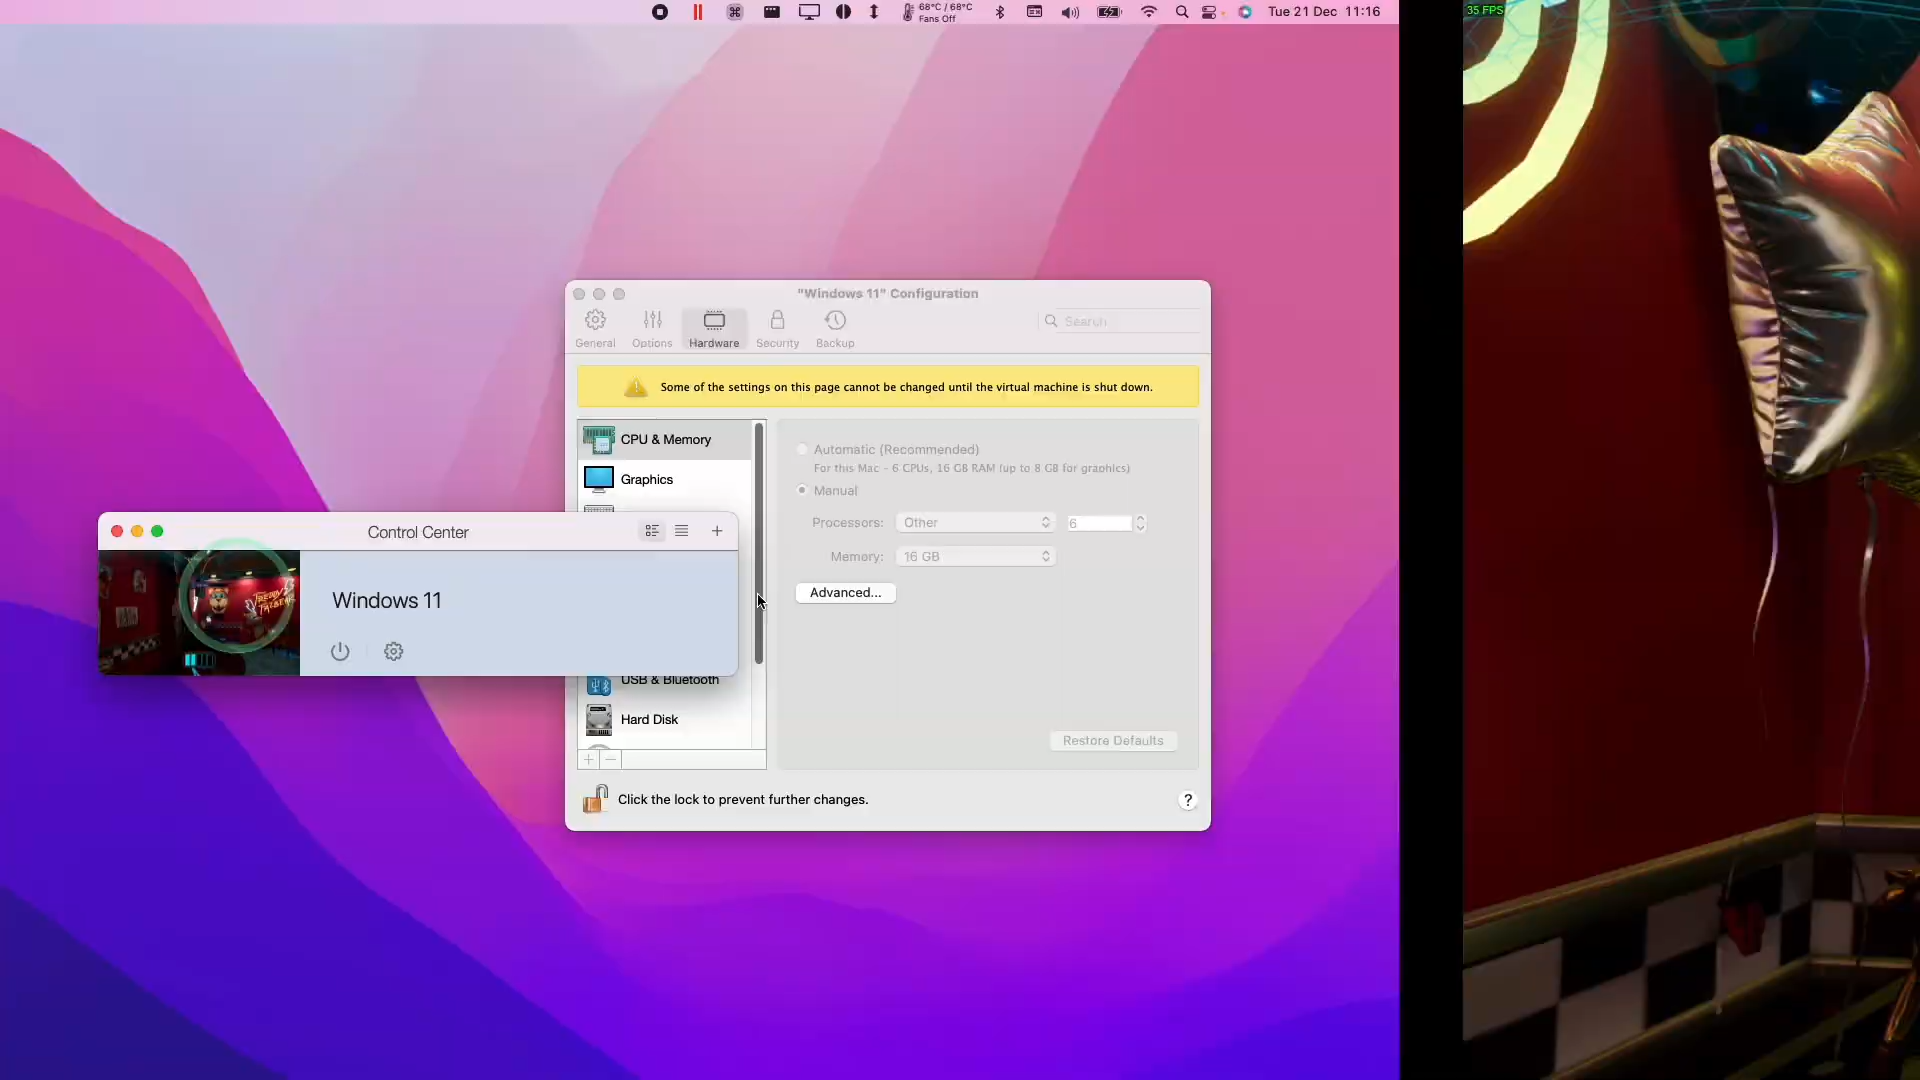 68°C / 68°C
Fans Off
Tue 21 Dec 11:16
35 FPS
"Windows 11" Configuration
General
Options
Hardware
Security
Backup
Search
Some of the settings on this page cannot be changed until the virtual machine is shut down.
CPU & Memory
Graphics
USB & Bluetooth
Hard Disk
Automatic (Recommended)
For this Mac - 6 CPUs, 16 GB RAM (up to 8 GB for graphics)
Manual
Processors: Other 6
Memory: 16 GB
Advanced...
Restore Defaults
Click the lock to prevent further changes.
?
Control Center
Windows 11